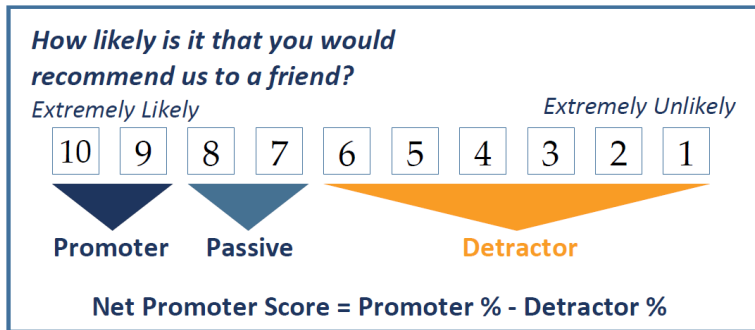 How likely is it that you would
recommend us to a friend?
Extremely Likely Extremely Unlikely
10 9 8 7 6 5 4 3 2 1
Promoter Passive Detractor
Net Promoter Score = Promoter % - Detractor %